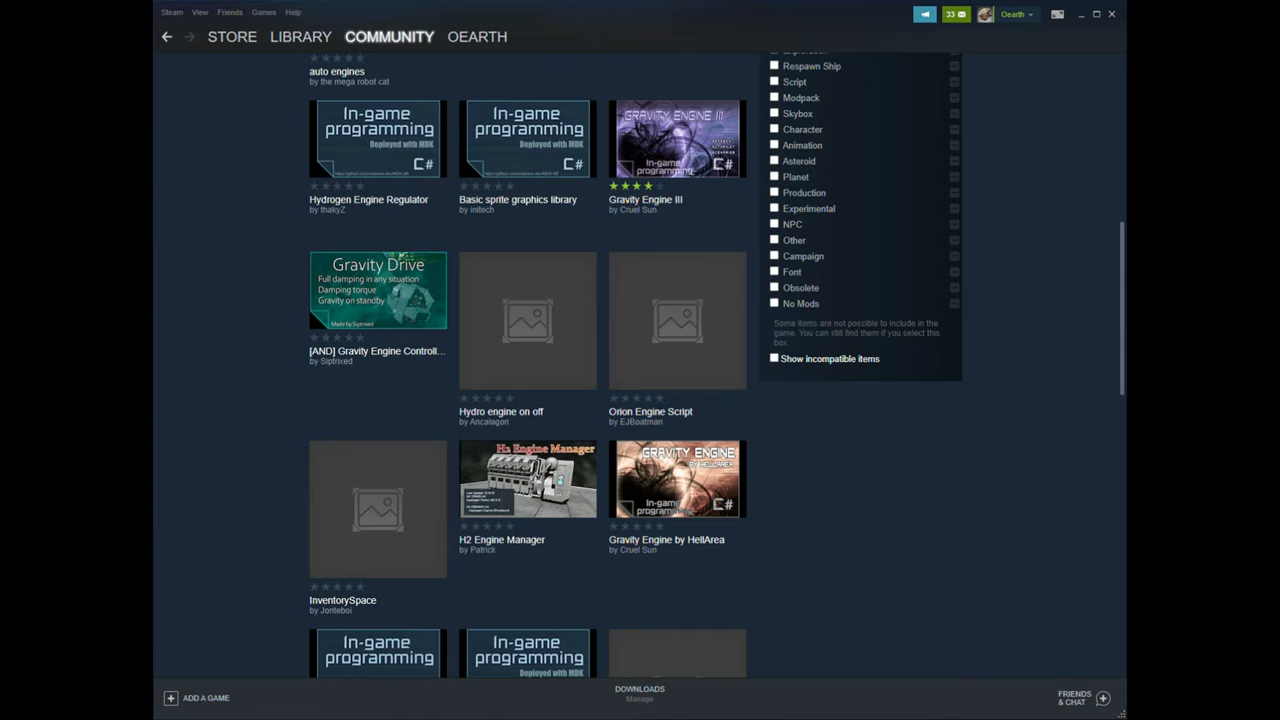 Steam View Friends Games Help
33 Oearth
STORE LIBRARY COMMUNITY OEARTH
auto engines
by the mega robot cat
In-game
programming
Deployed with MDK
C#
Hydrogen Engine Regulator
by thakyZ
In-game
programming
Deployed with MDK
C#
Basic sprite graphics library
by initech
GRAVITY ENGINE III
In-game
programming
C#
Gravity Engine III
by Cruel Sun
Gravity Drive
Full damping in any situation
Damping torque
Gravity on standby
Made by Siptrixed
[AND] Gravity Engine Controll...
by Siptrixed
Hydro engine on off
by Ancalagon
Orion Engine Script
by EJBoatman
InventorySpace
by Jonteboi
H2 Engine Manager
H2 Engine Manager
by Patrick
GRAVITY ENGINE
BY HELLAREA
In-game
programming
C#
Gravity Engine by HellArea
by Cruel Sun
In-game
programming
In-game
programming
Deployed with MDK
Respawn Ship
Script
Modpack
Skybox
Character
Animation
Asteroid
Planet
Production
Experimental
NPC
Other
Campaign
Font
Obsolete
No Mods
Some items are not possible to include in the
game. You can still find them if you select this
box.
Show incompatible items
ADD A GAME
DOWNLOADS
Manage
FRIENDS
& CHAT